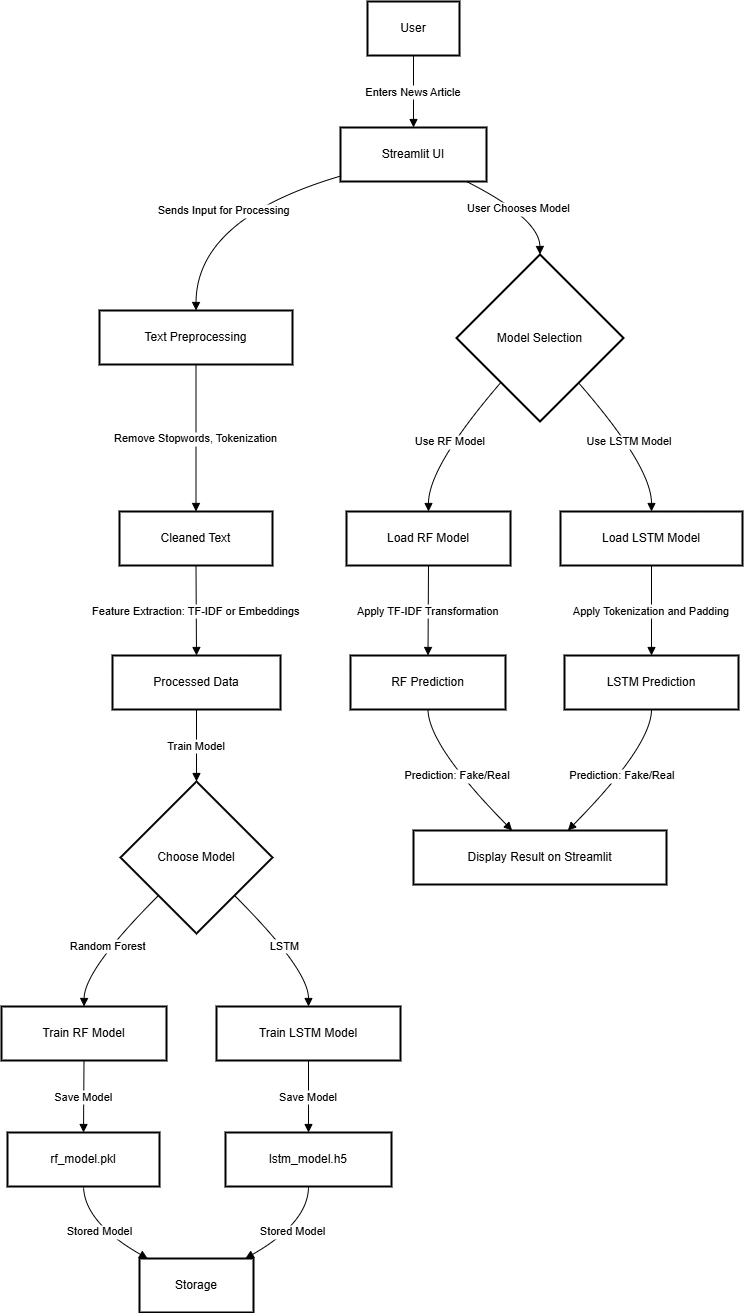 User
Enters News Article
Streamlit UI
Sends Input for Processing
User Chooses Model
Text Preprocessing
Model Selection
Remove Stopwords, Tokenization
Use RF Model
Use LSTM Model
Cleaned Text
Load RF Model
Load LSTM Model
Feature Extraction: TF-IDF or Embeddings
Apply TF-IDF Transformation
Apply Tokenization and Padding
Processed Data
RF Prediction
LSTM Prediction
Train Model
Prediction: Fake/Real
Prediction: Fake/Real
Choose Model
Display Result on Streamlit
Random Forest
LSTM
Train RF Model
Train LSTM Model
Save Model
Save Model
rf_model.pkl
lstm_model.h5
Stored Model
Stored Model
Storage